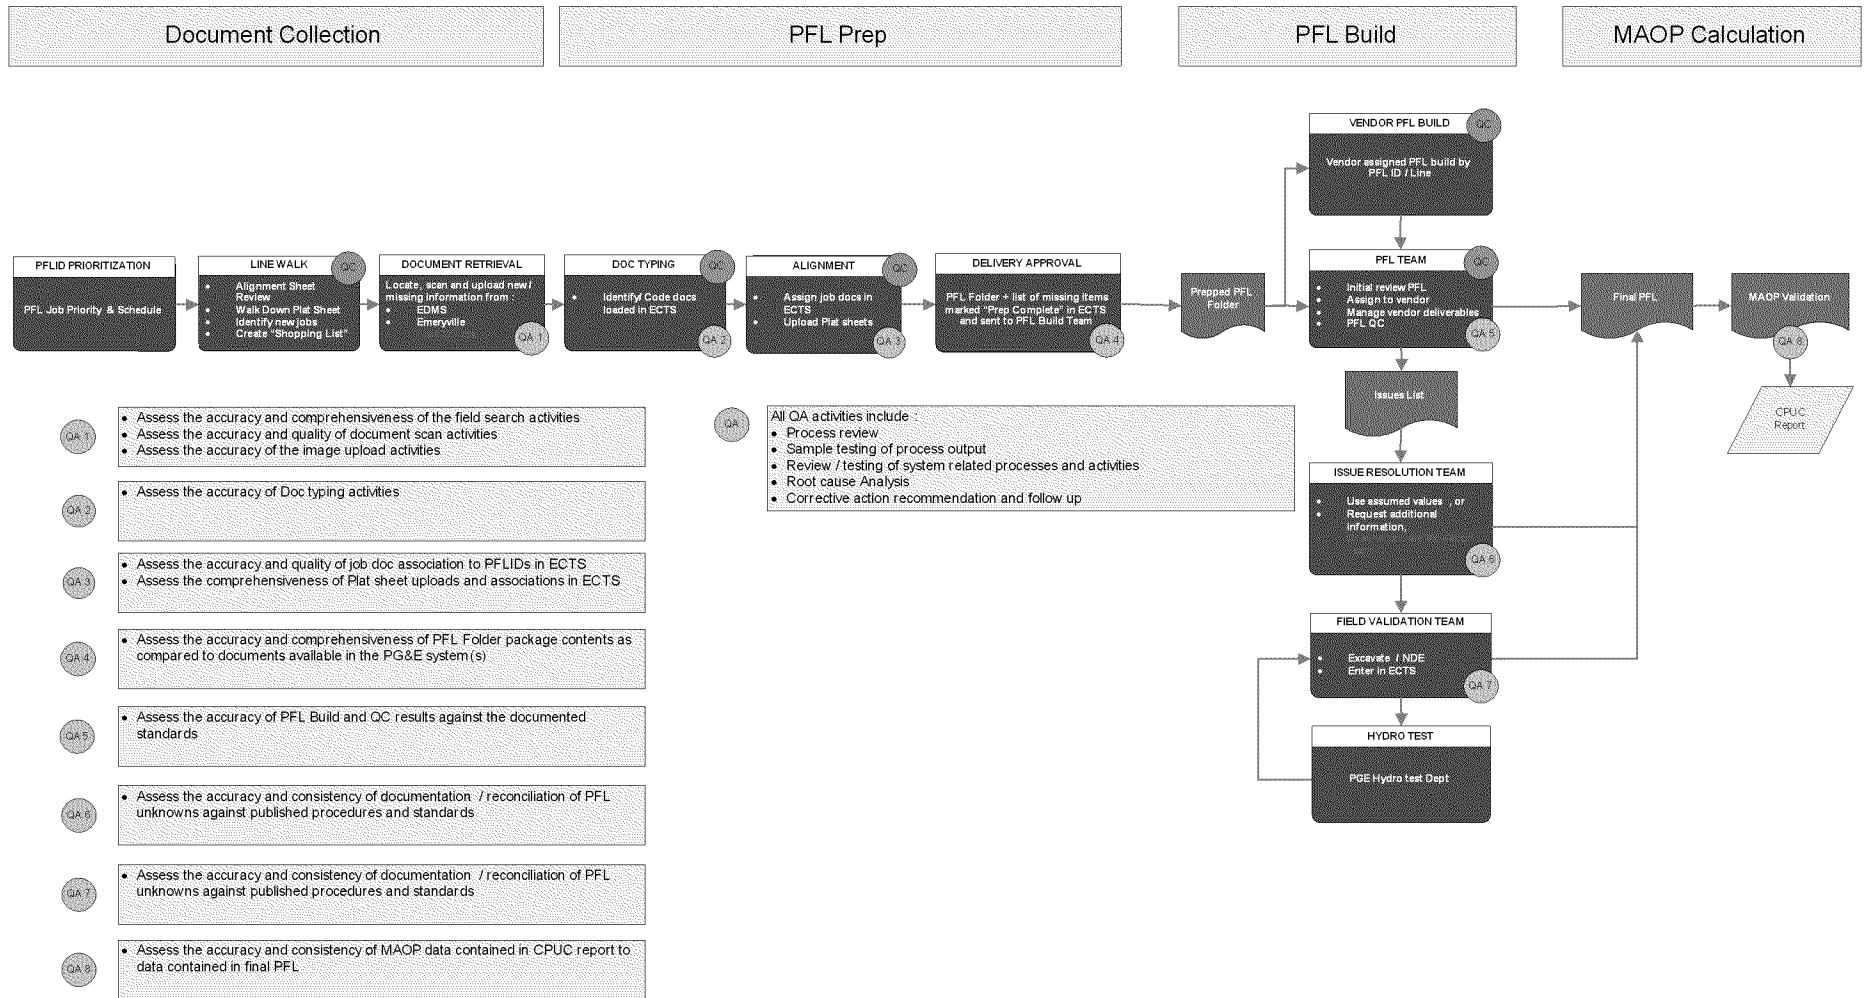 Document Collection
PFL Prep
PFL Build
MAOP Calculation
PFLID PRIORITIZATION
PFL Job Priority & Schedule
LINE WALK
QC
• Alignment Sheet
Review
• Walk Down Plat Sheet
• Identify new jobs
• Create "Shopping List"
DOCUMENT RETRIEVAL
Locate, scan and upload new /
missing information from :
• EDMS
• Emeryville
QA 1
DOC TYPING
QC
• Identify/ Code docs
loaded in ECTS
QA 2
ALIGNMENT
QC
• Assign job docs in
ECTS
• Upload Plat sheets
QA 3
DELIVERY APPROVAL
PFL Folder + list of missing items
marked "Prep Complete" in ECTS
and sent to PFL Build Team
QA 4
Prepped PFL
Folder
VENDOR PFL BUILD
QC
Vendor assigned PFL build by
PFL ID / Line
PFL TEAM
QC
• Initial review PFL
• Assign to vendor
• Manage vendor deliverables
• PFL QC
QA 5
Issues List
ISSUE RESOLUTION TEAM
• Use assumed values , or
• Request additional
information,
QA 6
FIELD VALIDATION TEAM
• Excavate / NDE
• Enter in ECTS
QA 7
HYDRO TEST
PGE Hydro test Dept
Final PFL
MAOP Validation
QA 8
CPUC
Report
QA 1
• Assess the accuracy and comprehensiveness of the field search activities
• Assess the accuracy and quality of document scan activities
• Assess the accuracy of the image upload activities
QA 2
• Assess the accuracy of Doc typing activities
QA 3
• Assess the accuracy and quality of job doc association to PFLIDs in ECTS
• Assess the comprehensiveness of Plat sheet uploads and associations in ECTS
QA 4
• Assess the accuracy and comprehensiveness of PFL Folder package contents as
compared to documents available in the PG&E system(s)
QA 5
• Assess the accuracy of PFL Build and QC results against the documented
standards
QA 6
• Assess the accuracy and consistency of documentation / reconciliation of PFL
unknowns against published procedures and standards
QA 7
• Assess the accuracy and consistency of documentation / reconciliation of PFL
unknowns against published procedures and standards
QA 8
• Assess the accuracy and consistency of MAOP data contained in CPUC report to
data contained in final PFL
QA
All QA activities include :
• Process review
• Sample testing of process output
• Review / testing of system related processes and activities
• Root cause Analysis
• Corrective action recommendation and follow up